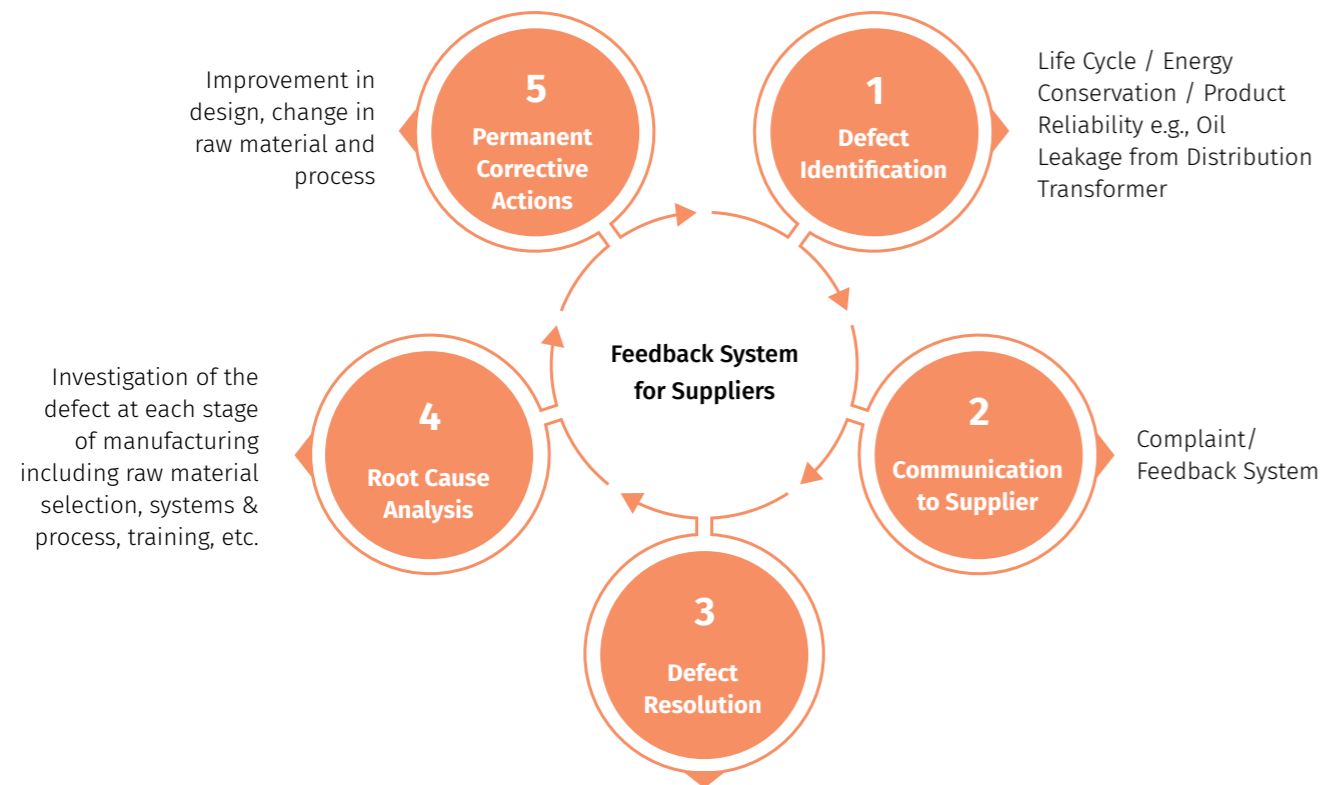 Feedback System
for Suppliers
1
Defect
Identification
Life Cycle / Energy
Conservation / Product
Reliability e.g., Oil
Leakage from Distribution
Transformer
2
Communication
to Supplier
Complaint/
Feedback System
3
Defect
Resolution
4
Root Cause
Analysis
Investigation of the
defect at each stage
of manufacturing
including raw material
selection, systems &
process, training, etc.
5
Permanent
Corrective
Actions
Improvement in
design, change in
raw material and
process